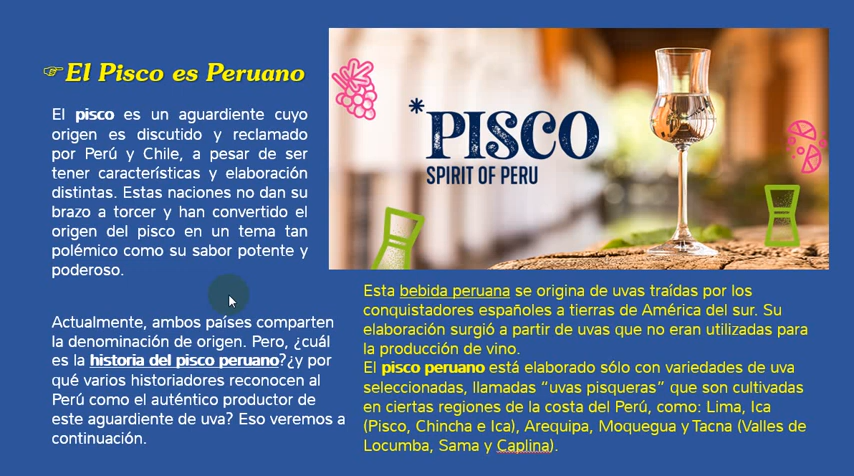 ☞El Pisco es Peruano
El pisco es un aguardiente cuyo
origen es discutido y reclamado
por Perú y Chile, a pesar de ser
tener características y elaboración
distintas. Estas naciones no dan su
brazo a torcer y han convertido el
origen del pisco en un tema tan
polémico como su sabor potente y
poderoso.
Actualmente, ambos países comparten
la denominación de origen. Pero, ¿cuál
es la historia del pisco peruano?¿y por
qué varios historiadores reconocen al
Perú como el auténtico productor de
este aguardiente de uva? Eso veremos a
continuación.
*PISCO
SPIRIT OF PERU
Esta bebida peruana se origina de uvas traídas por los
conquistadores españoles a tierras de América del sur. Su
elaboración surgió a partir de uvas que no eran utilizadas para
la producción de vino.
El pisco peruano está elaborado sólo con variedades de uva
seleccionadas, llamadas “uvas pisqueras” que son cultivadas
en ciertas regiones de la costa del Perú, como: Lima, Ica
(Pisco, Chincha e Ica), Arequipa, Moquegua y Tacna (Valles de
Locumba, Sama y Caplina).